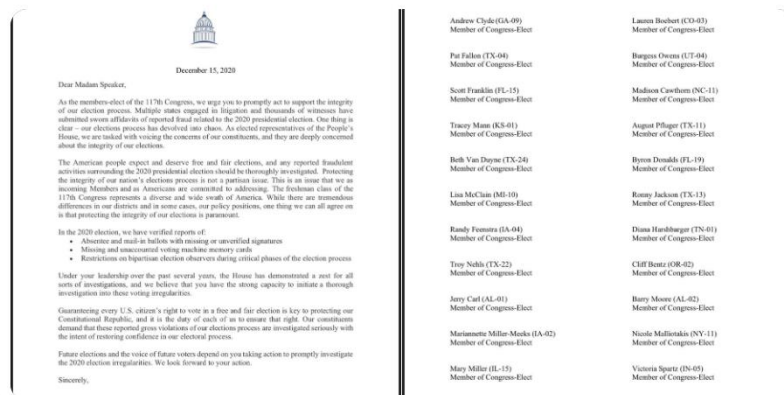 December 15, 2020
Dear Madam Speaker,
As the members-elect of the 117th Congress, we urge you to promptly act to support the integrity
of our election process. Multiple states engaged in litigation and thousands of witnesses have
submitted sworn affidavits of reported fraud related to the 2020 presidential election. One thing is
clear – our elections process has devolved into chaos. As elected representatives of the People's
House, we are tasked with voicing the concerns of our constituents, and they are deeply concerned
about the integrity of our elections.
The American people expect and deserve free and fair elections, and any reported fraudulent
activities surrounding the 2020 presidential election should be thoroughly investigated. Protecting
the integrity of our nation's elections process is not a partisan issue. This is an issue that we as
incoming Members and as Americans are committed to addressing. The freshman class of the
117th Congress represents a diverse and wide swath of America. While there are tremendous
differences in our districts and in some cases, our policy positions, one thing we can all agree on
is that protecting the integrity of our elections is paramount.
In the 2020 election, we have verified reports of:
• Absentee and mail-in ballots with missing or unverified signatures
• Missing and unaccounted voting machine memory cards
• Restrictions on bipartisan election observers during critical phases of the election process
Under your leadership over the past several years, the House has demonstrated a zest for all
sorts of investigations, and we believe that you have the strong capacity to initiate a thorough
investigation into these voting irregularities.
Guaranteeing every U.S. citizen's right to vote in a free and fair election is key to protecting our
Constitutional Republic, and it is the duty of each of us to ensure that right. Our constituents
demand that these reported gross violations of our elections process are investigated seriously with
the intent of restoring confidence in our electoral process.
Future elections and the voice of future voters depend on you taking action to promptly investigate
the 2020 election irregularities. We look forward to your action.
Sincerely,
Andrew Clyde (GA-09)
Member of Congress-Elect
Lauren Boebert (CO-03)
Member of Congress-Elect
Pat Fallon (TX-04)
Member of Congress-Elect
Burgess Owens (UT-04)
Member of Congress-Elect
Scott Franklin (FL-15)
Member of Congress-Elect
Madison Cawthorn (NC-11)
Member of Congress-Elect
Tracey Mann (KS-01)
Member of Congress-Elect
August Pfluger (TX-11)
Member of Congress-Elect
Beth Van Duyne (TX-24)
Member of Congress-Elect
Byron Donalds (FL-19)
Member of Congress-Elect
Lisa McClain (MI-10)
Member of Congress-Elect
Ronny Jackson (TX-13)
Member of Congress-Elect
Randy Feenstra (IA-04)
Member of Congress-Elect
Diana Harshbarger (TN-01)
Member of Congress-Elect
Troy Nehls (TX-22)
Member of Congress-Elect
Cliff Bentz (OR-02)
Member of Congress-Elect
Jerry Carl (AL-01)
Member of Congress-Elect
Barry Moore (AL-02)
Member of Congress-Elect
Mariannette Miller-Meeks (IA-02)
Member of Congress-Elect
Nicole Malliotakis (NY-11)
Member of Congress-Elect
Mary Miller (IL-15)
Member of Congress-Elect
Victoria Spartz (IN-05)
Member of Congress-Elect